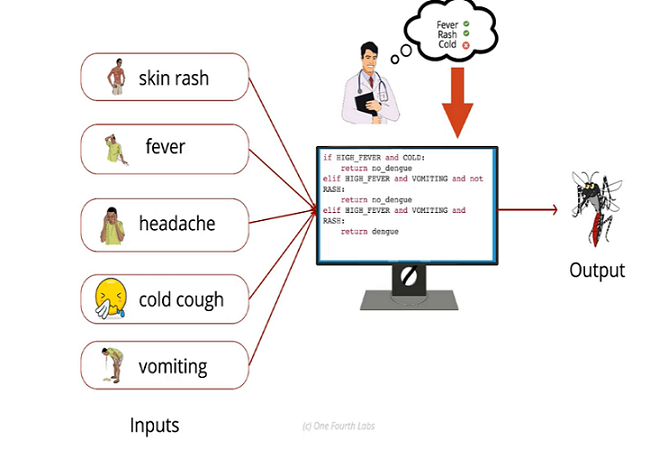 Fever
Rash
Cold
skin rash
fever
headache
cold cough
vomiting
Inputs
if HIGH_FEVER and COLD:
return no_dengue
elif HIGH_FEVER and VOMITING and not
RASH:
return no_dengue
elif HIGH_FEVER and VOMITING and
RASH:
return dengue
Output
(c) One Fourth Labs